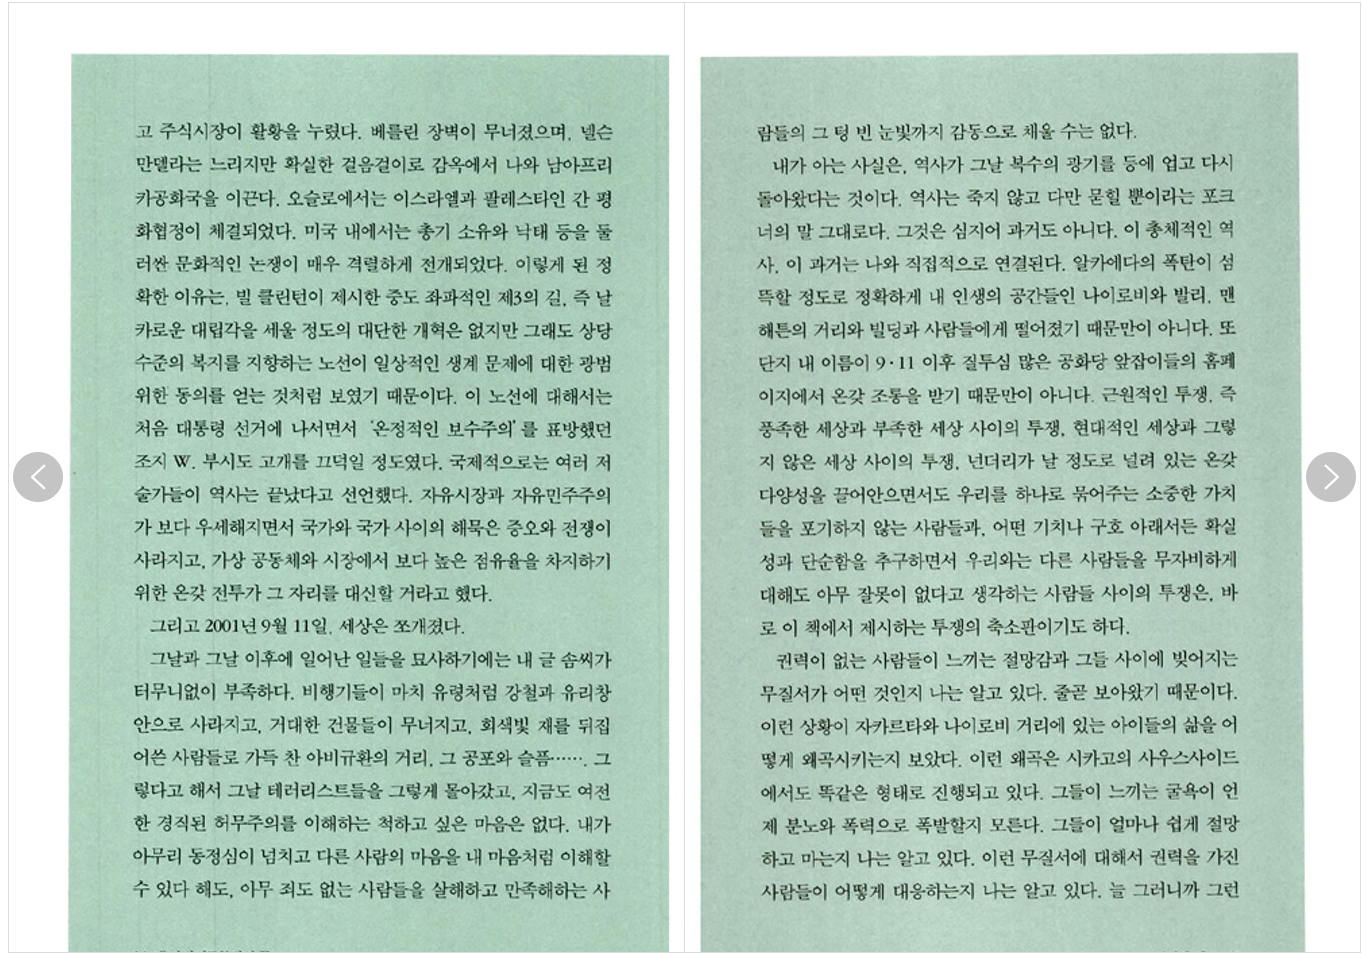 고 주식시장이 활황을 누렸다. 베를린 장벽이 무너졌으며, 넬슨
만델라는 느리지만 확실한 걸음걸이로 감옥에서 나와 남아프리
카공화국을 이끈다. 오슬로에서는 이스라엘과 팔레스타인 간 평
화협정이 체결되었다. 미국 내에서는 총기 소유와 낙태 등을 둘
러싼 문화적인 논쟁이 매우 격렬하게 전개되었다. 이렇게 된 정
확한 이유는, 빌 클린턴이 제시한 중도 좌파적인 제3의 길, 즉 날
카로운 대립각을 세울 정도의 대단한 개혁은 없지만 그래도 상당
수준의 복지를 지향하는 노선이 일상적인 생계 문제에 대한 광범
위한 동의를 얻는 것처럼 보였기 때문이다. 이 노선에 대해서는
처음 대통령 선거에 나서면서 '온정적인 보수주의'를 표방했던
조지 W. 부시도 고개를 끄덕일 정도였다. 국제적으로는 여러 저
술가들이 역사는 끝났다고 선언했다. 자유시장과 자유민주주의
가 보다 우세해지면서 국가와 국가 사이의 해묵은 증오와 전쟁이
사라지고, 가상 공동체와 시장에서 보다 높은 점유율을 차지하기
위한 온갖 전투가 그 자리를 대신할 거라고 했다.
그리고 2001년 9월 11일, 세상은 쪼개졌다.
그날과 그날 이후에 일어난 일들을 묘사하기에는 내 글 솜씨가
터무니없이 부족하다. 비행기들이 마치 유령처럼 강철과 유리창
안으로 사라지고, 거대한 건물들이 무너지고, 회색빛 재를 뒤집
어쓴 사람들로 가득 찬 아비규환의 거리, 그 공포와 슬픔……. 그
렇다고 해서 그날 테러리스트들을 그렇게 몰아갔고, 지금도 여전
한 경직된 허무주의를 이해하는 척하고 싶은 마음은 없다. 내가
아무리 동정심이 넘치고 다른 사람의 마음을 내 마음처럼 이해할
수 있다 해도, 아무 죄도 없는 사람들을 살해하고 만족해하는 사
람들의 그 텅 빈 눈빛까지 감동으로 채울 수는 없다.
내가 아는 사실은, 역사가 그날 복수의 광기를 등에 업고 다시
돌아왔다는 것이다. 역사는 죽지 않고 다만 묻힐 뿐이라는 포크
너의 말 그대로다. 그것은 심지어 과거도 아니다. 이 총체적인 역
사, 이 과거는 나와 직접적으로 연결된다. 알카에다의 폭탄이 섬
뜩할 정도로 정확하게 내 인생의 공간들인 나이로비와 발리, 맨
해튼의 거리와 빌딩과 사람들에게 떨어졌기 때문만이 아니다. 또
단지 내 이름이 9·11 이후 질투심 많은 공화당 앞잡이들의 홈페
이지에서 온갖 조롱을 받기 때문만이 아니다. 근원적인 투쟁, 즉
풍족한 세상과 부족한 세상 사이의 투쟁, 현대적인 세상과 그렇
지 않은 세상 사이의 투쟁, 넌더리가 날 정도로 널려 있는 온갖
다양성을 끌어안으면서도 우리를 하나로 묶어주는 소중한 가치
들을 포기하지 않는 사람들과, 어떤 기치나 구호 아래서든 확실
성과 단순함을 추구하면서 우리와는 다른 사람들을 무자비하게
대해도 아무 잘못이 없다고 생각하는 사람들 사이의 투쟁은, 바
로 이 책에서 제시하는 투쟁의 축소판이기도 하다.
권력이 없는 사람들이 느끼는 절망감과 그들 사이에 빚어지는
무질서가 어떤 것인지 나는 알고 있다. 줄곧 보아왔기 때문이다.
이런 상황이 자카르타와 나이로비 거리에 있는 아이들의 삶을 어
떻게 왜곡시키는지 보았다. 이런 왜곡은 시카고의 사우스사이드
에서도 똑같은 형태로 진행되고 있다. 그들이 느끼는 굴욕이 언
제 분노와 폭력으로 폭발할지 모른다. 그들이 얼마나 쉽게 절망
하고 마는지 나는 알고 있다. 이런 무질서에 대해서 권력을 가진
사람들이 어떻게 대응하는지 나는 알고 있다. 늘 그러니까 그런